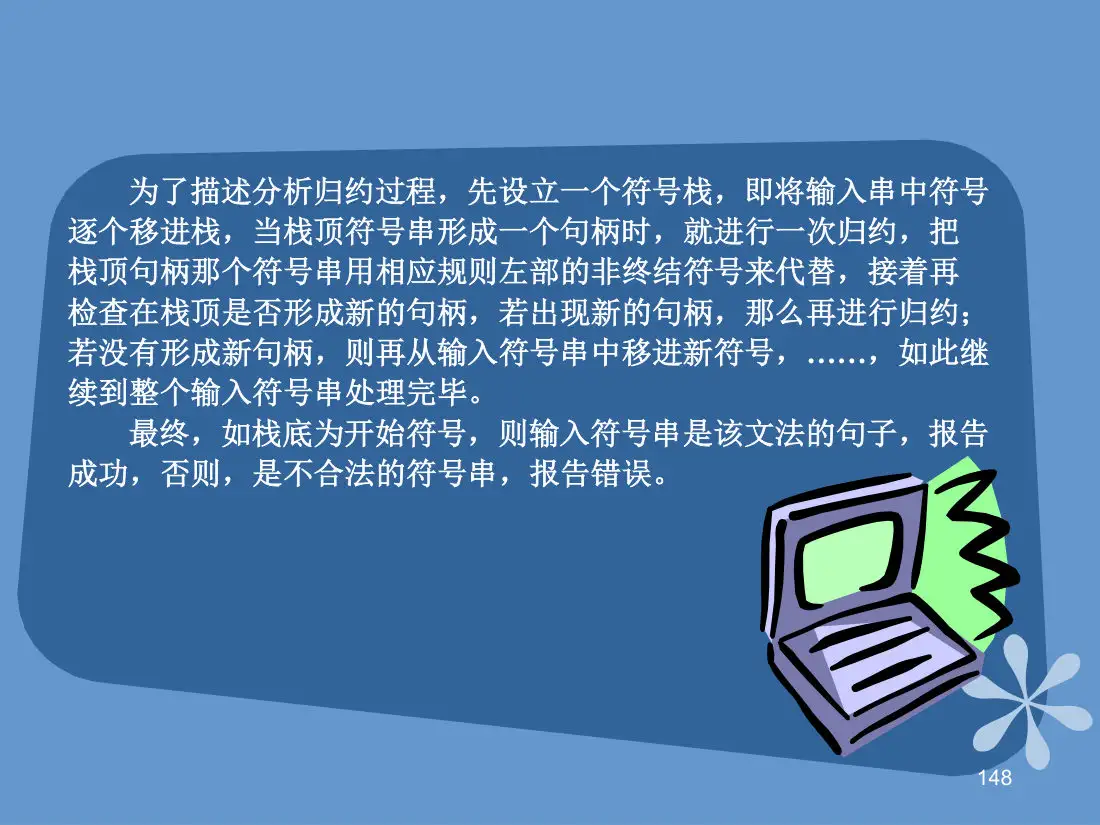 为了描述分析归约过程，先设立一个符号栈，即将输入串中符号
逐个移进栈，当栈顶符号串形成一个句柄时，就进行一次归约，把
栈顶句柄那个符号串用相应规则左部的非终结符号来代替，接着再
检查在栈顶是否形成新的句柄，若出现新的句柄，那么再进行归约；
若没有形成新句柄，则再从输入符号串中移进新符号，……，如此继
续到整个输入符号串处理完毕。
最终，如栈底为开始符号，则输入符号串是该文法的句子，报告
成功，否则，是不合法的符号串，报告错误。
148